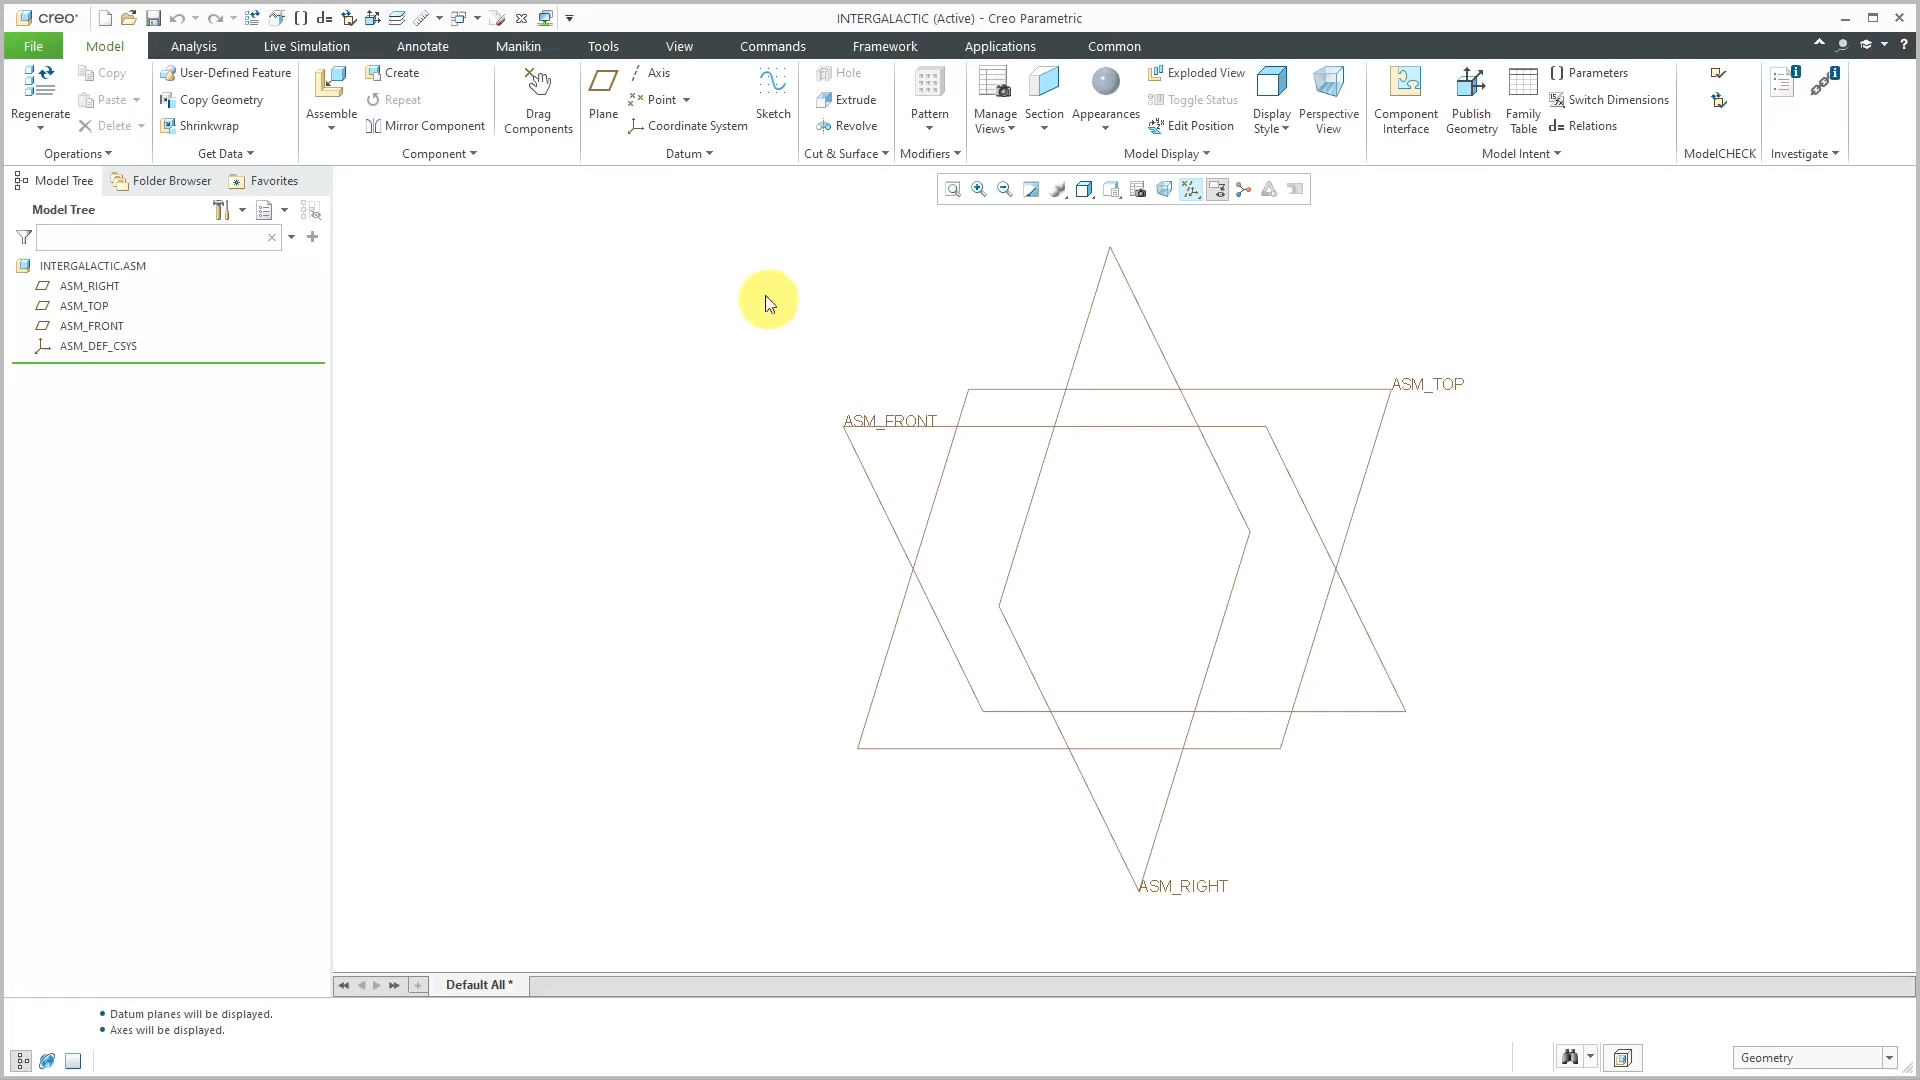 creo
INTERGALACTIC (Active) - Creo Parametric
File Model Analysis Live Simulation Annotate Manikin Tools View Commands Framework Applications Common
Regenerate
Copy
Paste
Delete
Operations
User-Defined Feature
Copy Geometry
Shrinkwrap
Get Data
Assemble
Create
Repeat
Mirror Component
Drag
Components
Component
Plane
Axis
Point
Coordinate System
Sketch
Datum
Hole
Extrude
Revolve
Cut & Surface
Pattern
Modifiers
Manage
Views
Section
Appearances
Exploded View
Toggle Status
Edit Position
Display
Style
Perspective
View
Model Display
Component
Interface
Publish
Geometry
Family
Table
Parameters
Switch Dimensions
d= Relations
Model Intent
ModelCHECK
Investigate
Model Tree Folder Browser Favorites
Model Tree
INTERGALACTIC.ASM
ASM_RIGHT
ASM_TOP
ASM_FRONT
ASM_DEF_CSYS
ASM_TOP
ASM_FRONT
ASM_RIGHT
Default All *
Datum planes will be displayed.
Axes will be displayed.
Geometry